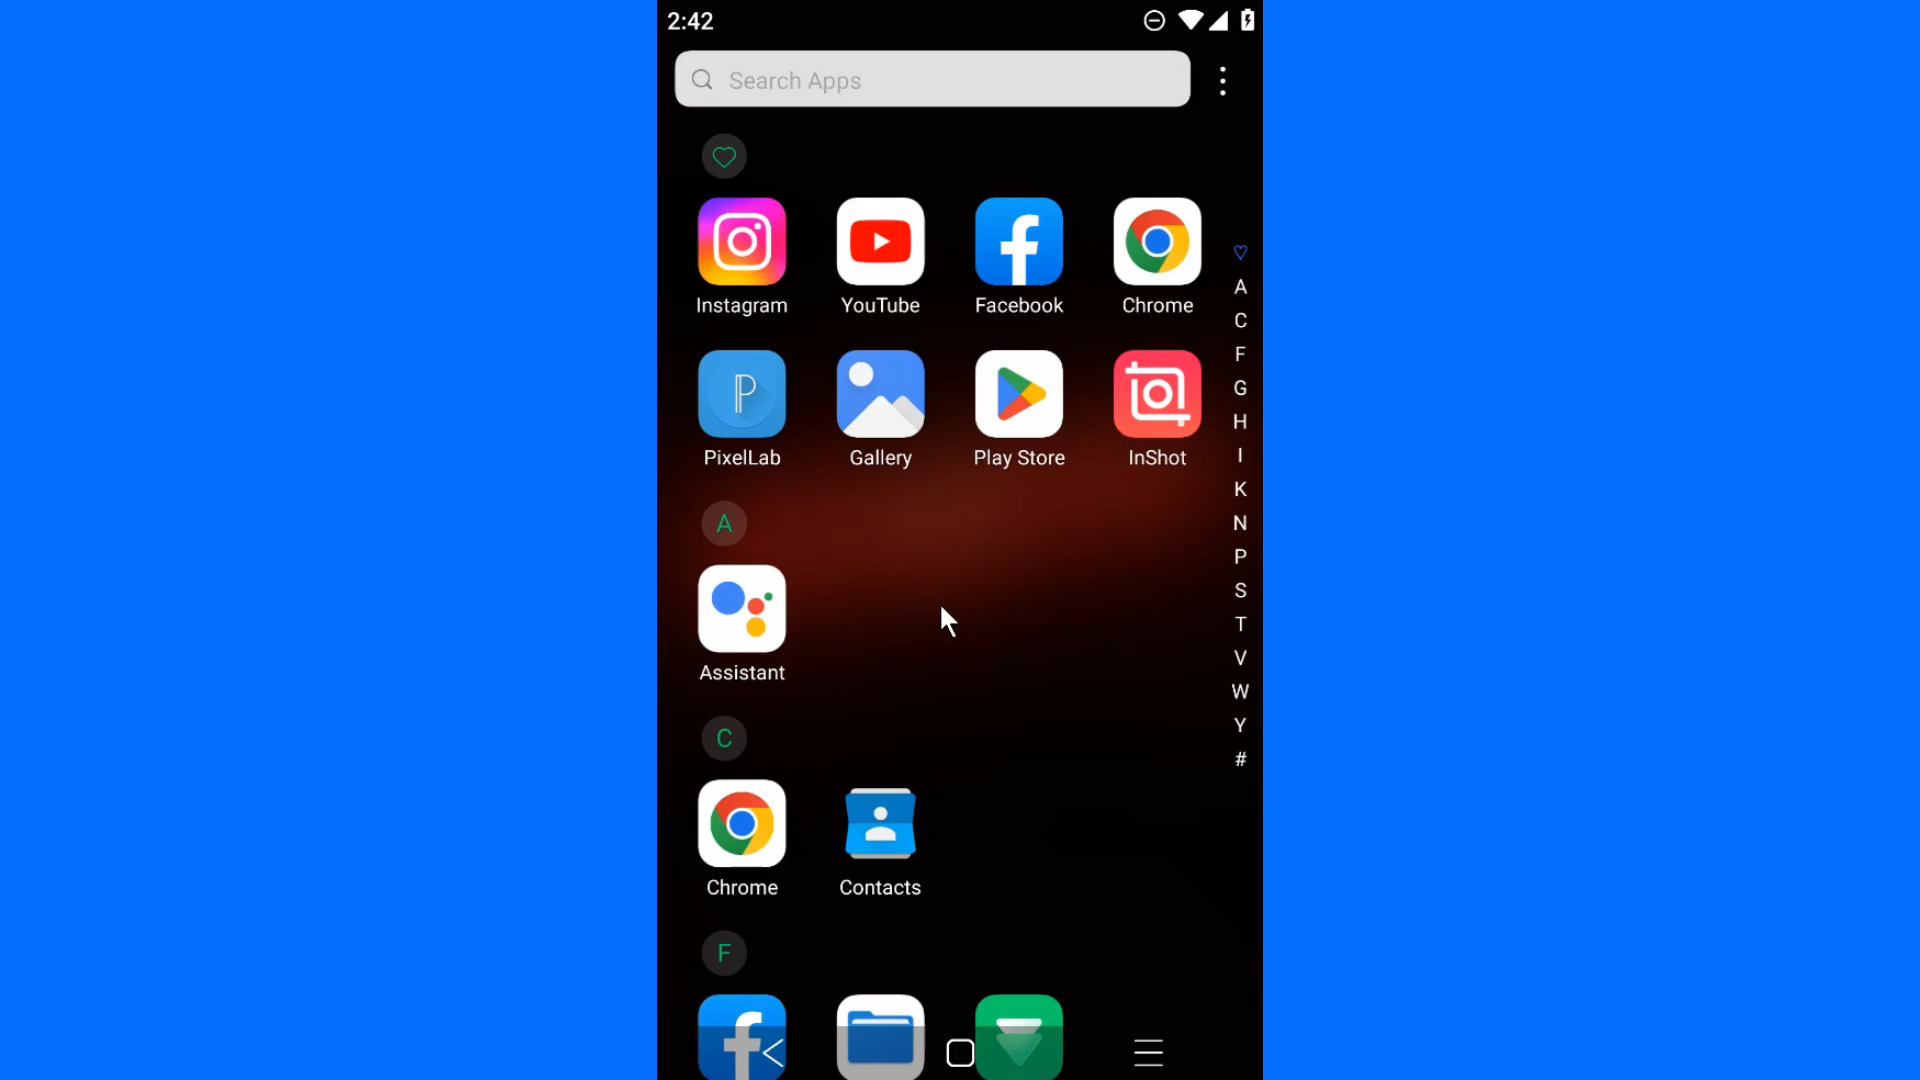 2:42
Search Apps
Instagram YouTube Facebook Chrome
PixelLab Gallery Play Store InShot
A
Assistant
C
Chrome Contacts
F
A
C
F
G
H
I
K
N
P
S
T
V
W
Y
#